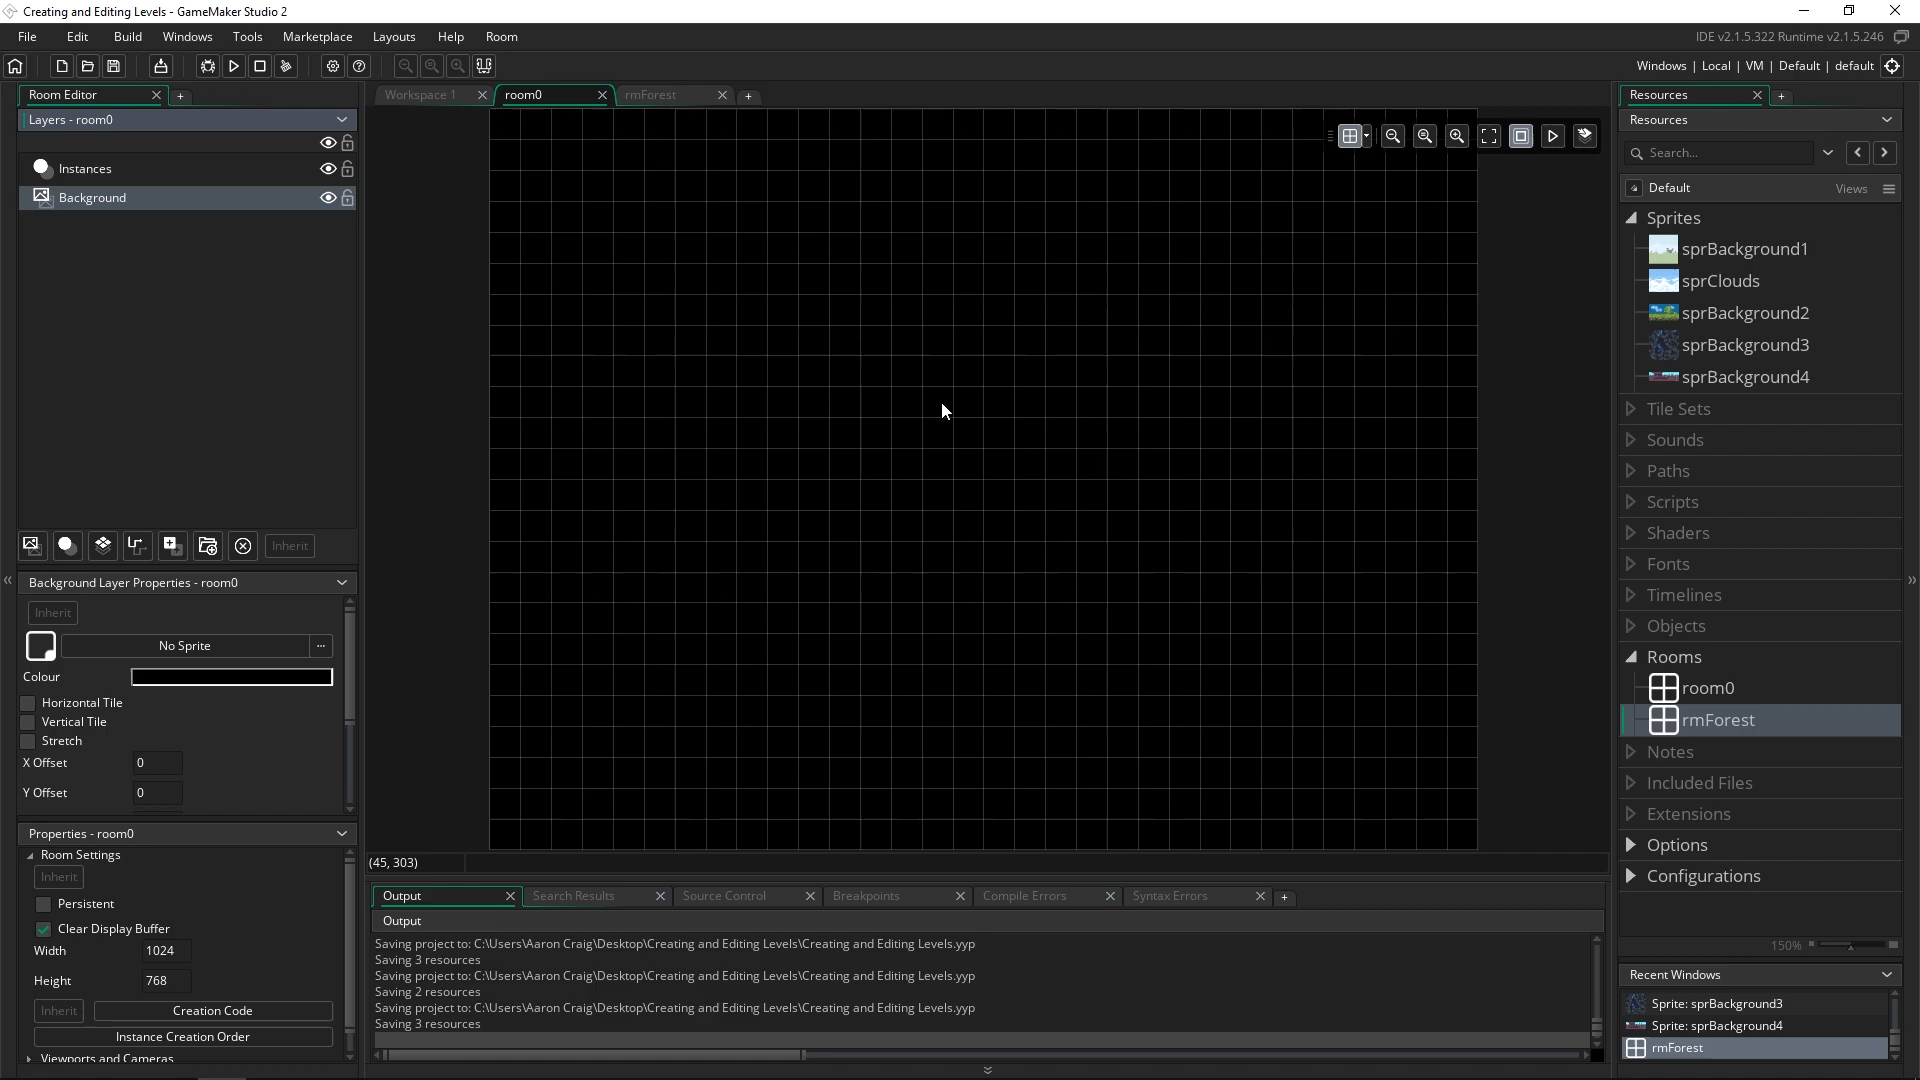 Creating and Editing Levels - GameMaker Studio 2
File Edit Build Windows Tools Marketplace Layouts Help Room
IDE v2.1.5.322 Runtime v2.1.5.246
Windows | Local | VM | Default | default
Room Editor
Workspace 1
room0
rmForest
Resources
Layers - room0
Resources
Search...
Instances
Background
Default
Views
Sprites
sprBackground1
sprClouds
sprBackground2
sprBackground3
sprBackground4
Tile Sets
Sounds
Paths
Scripts
Shaders
Fonts
Timelines
Objects
Rooms
room0
rmForest
Notes
Included Files
Extensions
Options
Configurations
150%
Recent Windows
Sprite: sprBackground3
Sprite: sprBackground4
rmForest
Inherit
Background Layer Properties - room0
Inherit
No Sprite
...
Colour
Horizontal Tile
Vertical Tile
Stretch
X Offset 0
Y Offset 0
Properties - room0
Room Settings
Inherit
Persistent
Clear Display Buffer
Width 1024
Height 768
Inherit
Creation Code
Instance Creation Order
Viewports and Cameras
(45, 303)
Output
Search Results
Source Control
Breakpoints
Compile Errors
Syntax Errors
Output
Saving project to: C:\Users\Aaron Craig\Desktop\Creating and Editing Levels\Creating and Editing Levels.yyp
Saving 3 resources
Saving project to: C:\Users\Aaron Craig\Desktop\Creating and Editing Levels\Creating and Editing Levels.yyp
Saving 2 resources
Saving project to: C:\Users\Aaron Craig\Desktop\Creating and Editing Levels\Creating and Editing Levels.yyp
Saving 3 resources